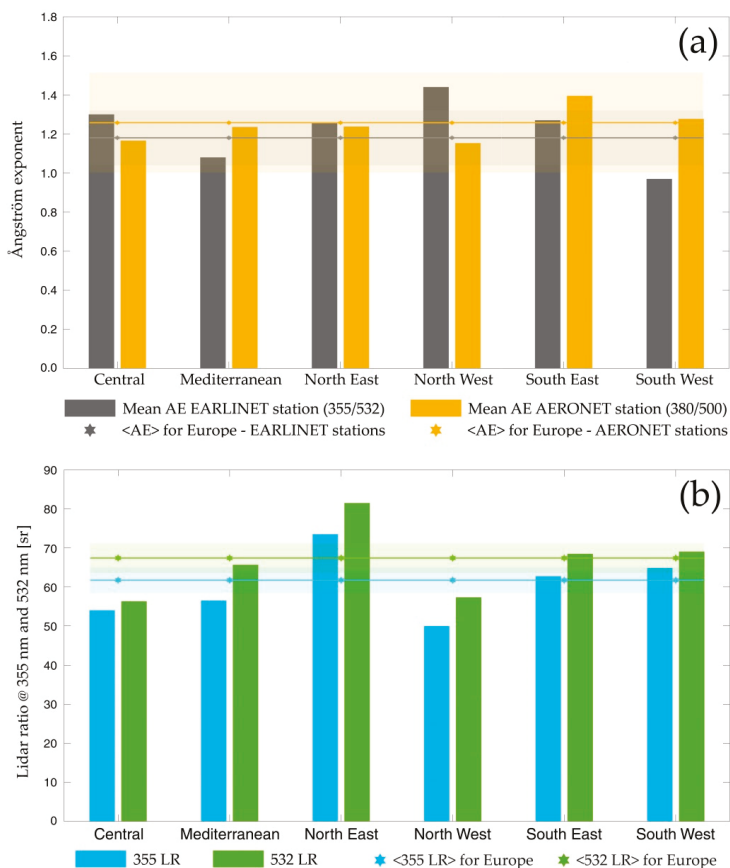 (a)
1.8
1.6
1.4
1.2
1.0
0.8
0.6
0.4
0.2
0.0
Ångström exponent
Central Mediterranean North East North West South East South West
Mean AE EARLINET station (355/532) Mean AE AERONET station (380/500)
<AE> for Europe - EARLINET stations <AE> for Europe - AERONET stations
(b)
90
80
70
60
50
40
30
20
10
0
Lidar ratio @ 355 nm and 532 nm [sr]
Central Mediterranean North East North West South East South West
355 LR 532 LR <355 LR> for Europe <532 LR> for Europe